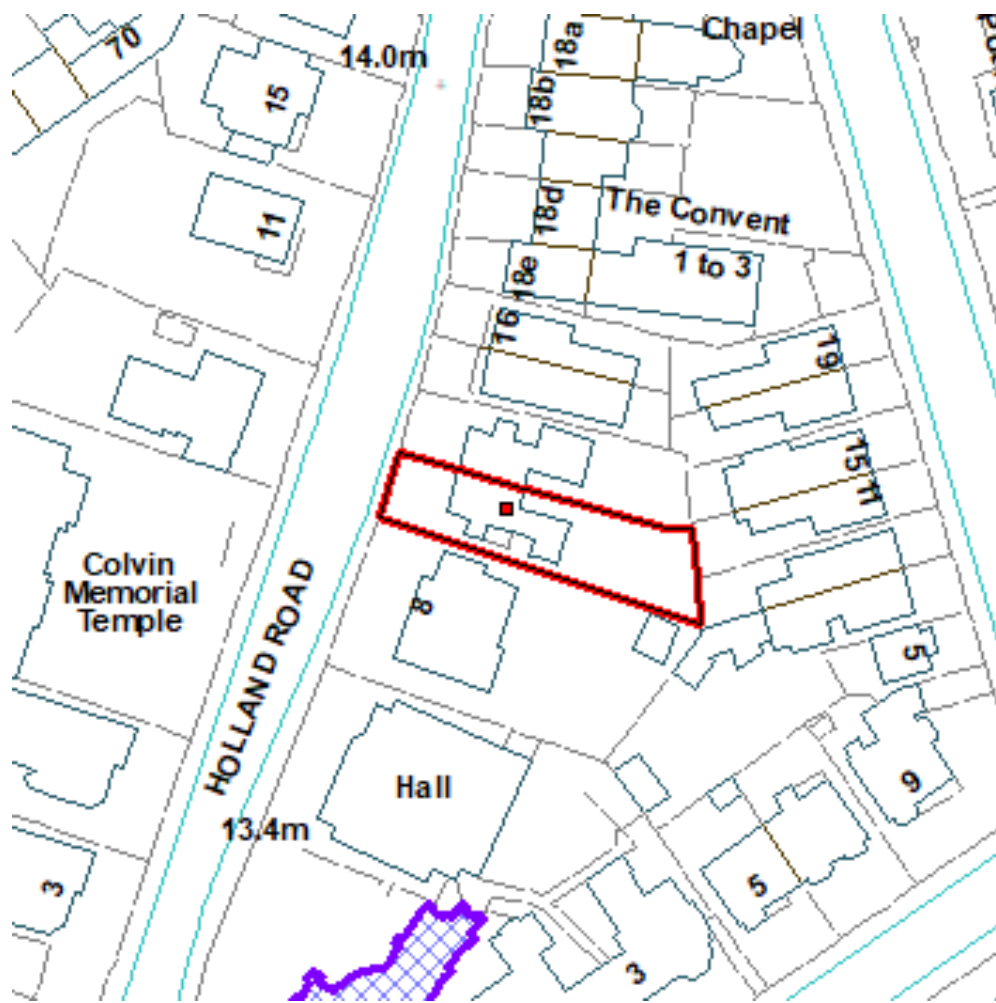 70
14.0m
18a
Chapel
15
18b
11
18d
The Convent
18e
1 to 3
16
19
15
11
Colvin
Memorial
Temple
8
HOLLAND ROAD
5
Hall
9
13.4m
3
5
3